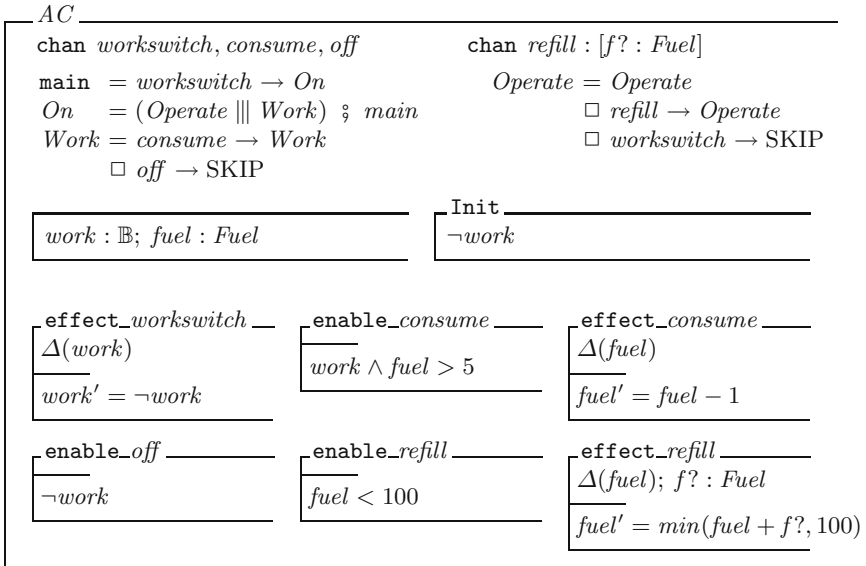 AC
chan workswitch, consume, off
chan refill : [f? : Fuel]
main = workswitch → On
On = (Operate ||| Work) ⨟ main
Work = consume → Work
□ off → SKIP
Operate = Operate
□ refill → Operate
□ workswitch → SKIP
work : 𝔹; fuel : Fuel
Init
¬work
effect_workswitch
Δ(work)
work′ = ¬work
enable_consume
work ∧ fuel > 5
effect_consume
Δ(fuel)
fuel′ = fuel − 1
enable_off
¬work
enable_refill
fuel < 100
effect_refill
Δ(fuel); f? : Fuel
fuel′ = min(fuel + f?, 100)